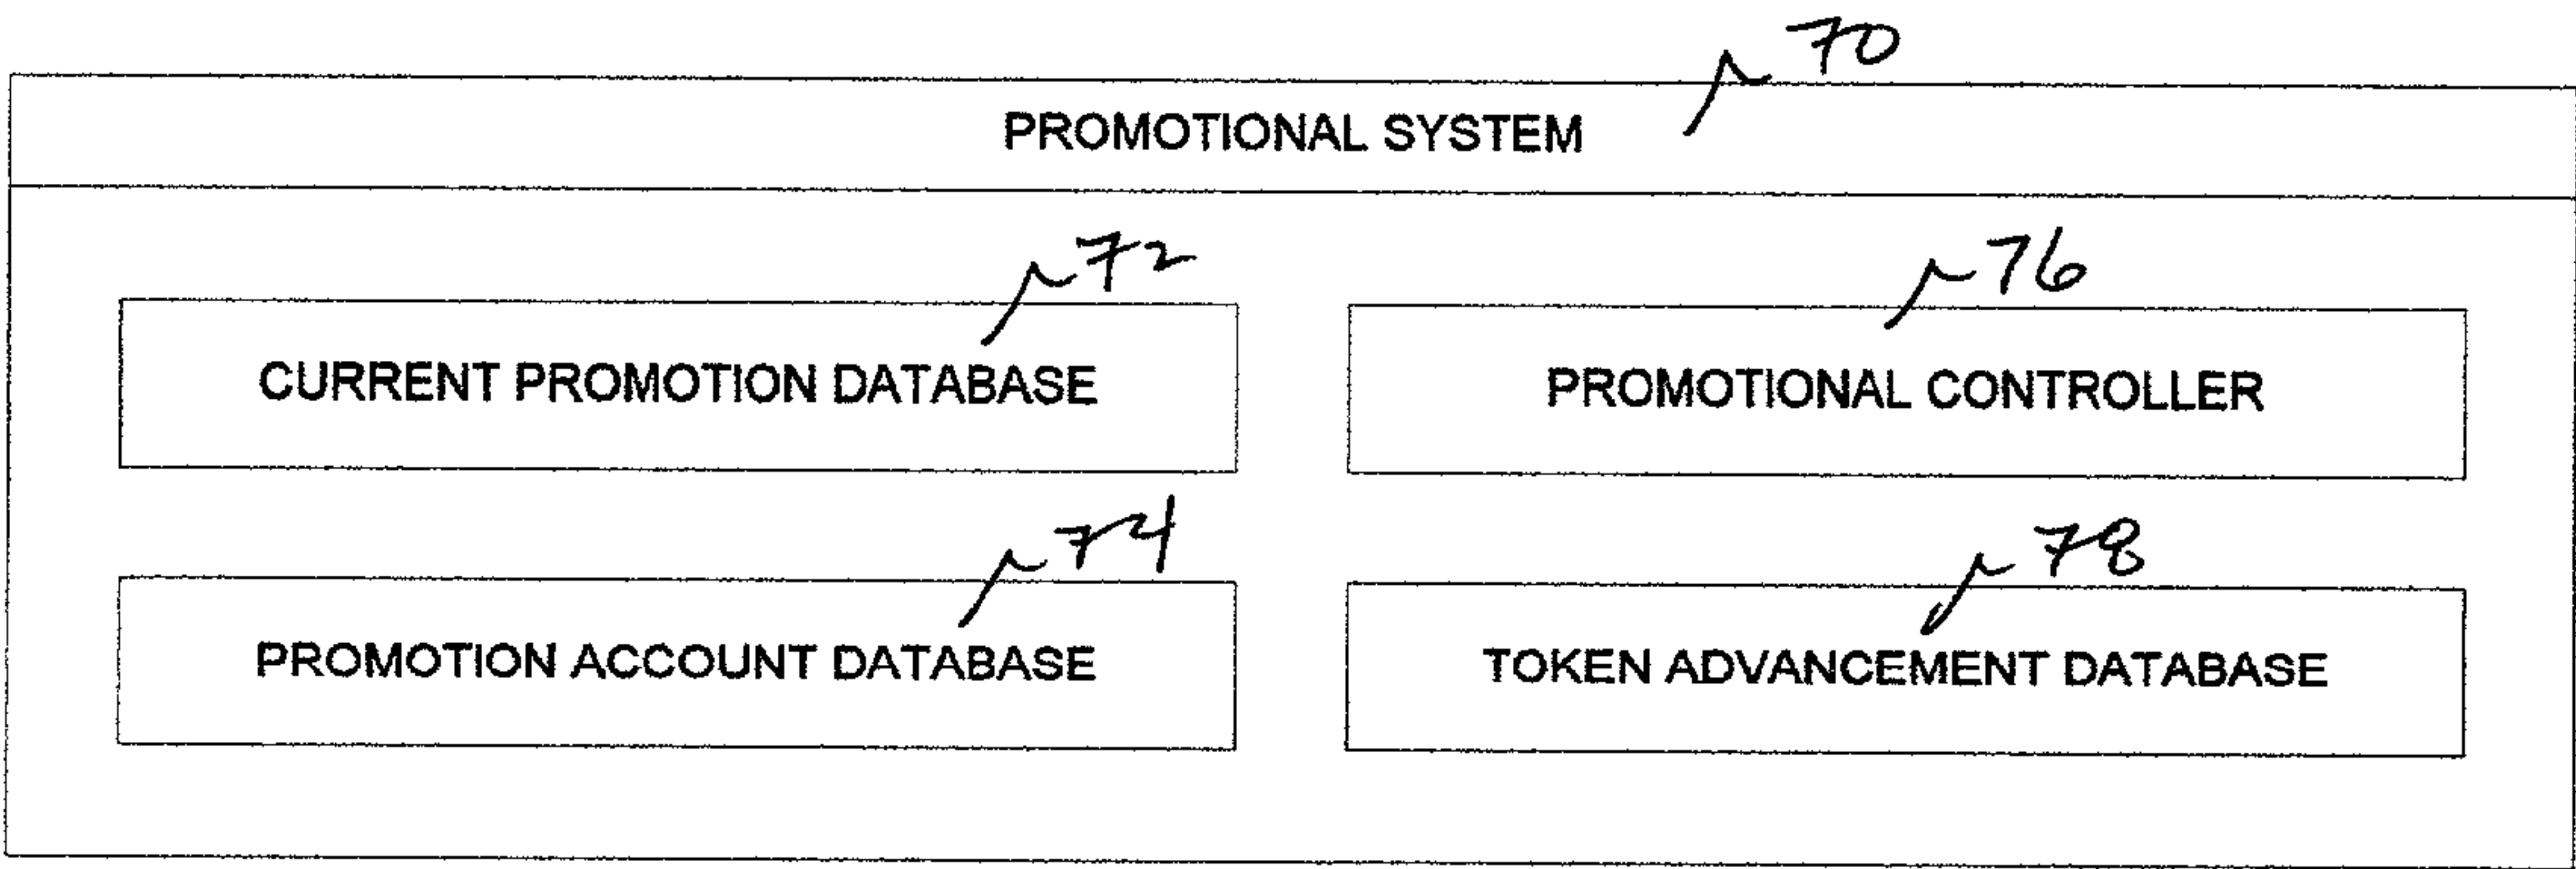 70
PROMOTIONAL SYSTEM
72
CURRENT PROMOTION DATABASE
76
PROMOTIONAL CONTROLLER
74
PROMOTION ACCOUNT DATABASE
78
TOKEN ADVANCEMENT DATABASE